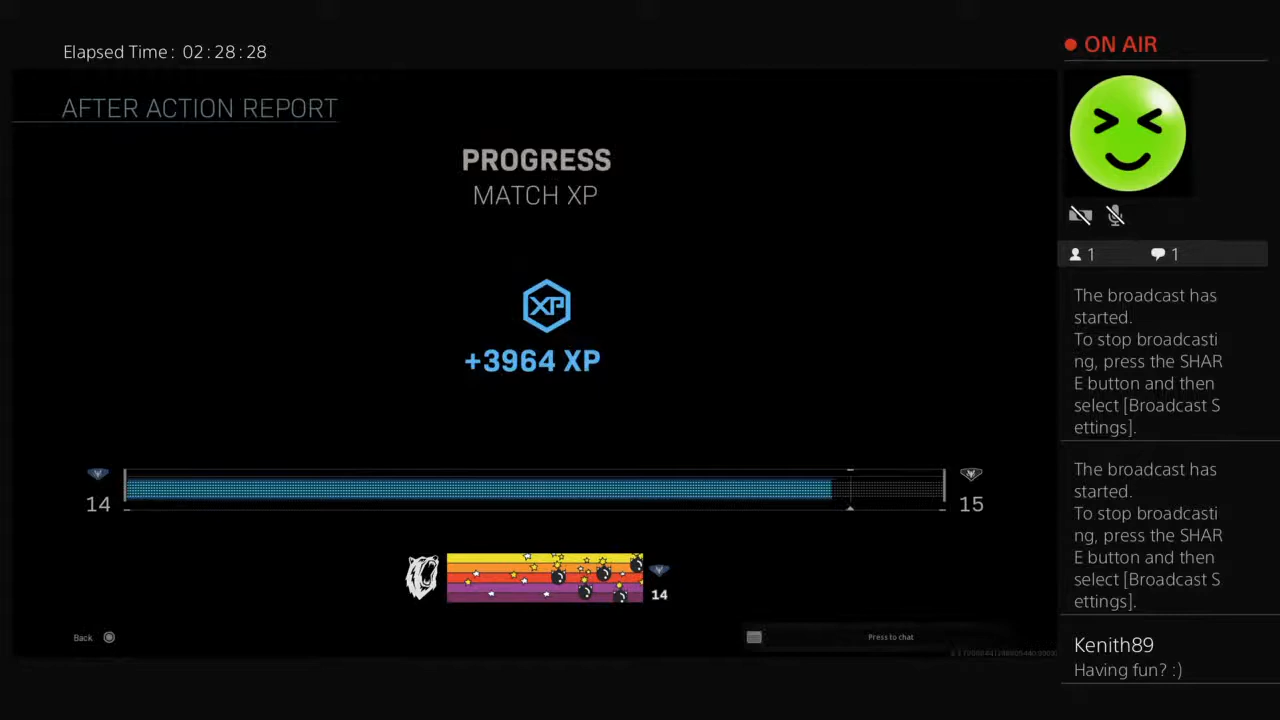 Elapsed Time: 02:28:28
ON AIR
AFTER ACTION REPORT
PROGRESS
MATCH XP
XP
+3964 XP
14
15
14
Back
Press to chat
1
1
The broadcast has
started.
To stop broadcasti
ng, press the SHAR
E button and then
select [Broadcast S
ettings].
The broadcast has
started.
To stop broadcasti
ng, press the SHAR
E button and then
select [Broadcast S
ettings].
Kenith89
Having fun? :)